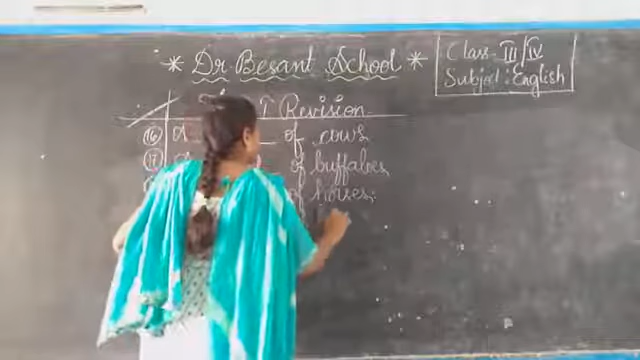 * Dr Besant School *
Class- III/IV
Subject: English
I Revision
(16) a of cows
(17) of buffaloes
of horses.